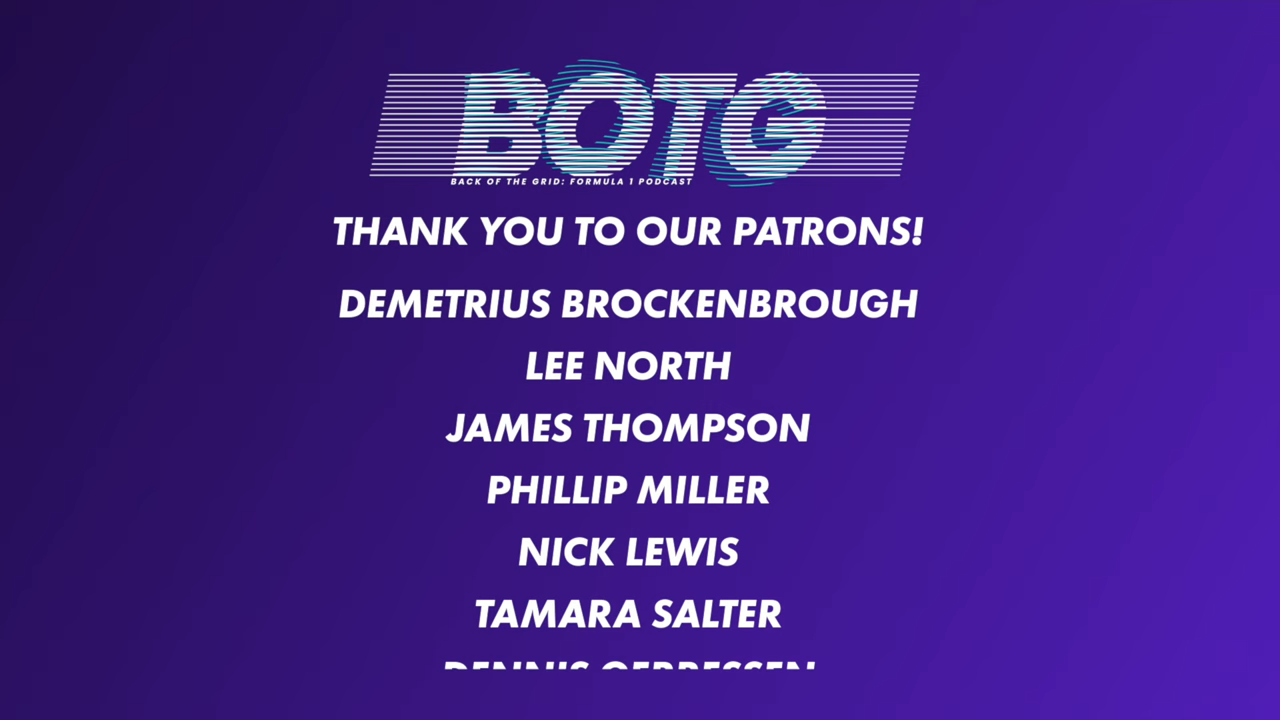 BOTG
BACK OF THE GRID: FORMULA 1 PODCAST
THANK YOU TO OUR PATRONS!
DEMETRIUS BROCKENBROUGH
LEE NORTH
JAMES THOMPSON
PHILLIP MILLER
NICK LEWIS
TAMARA SALTER
DENNIS